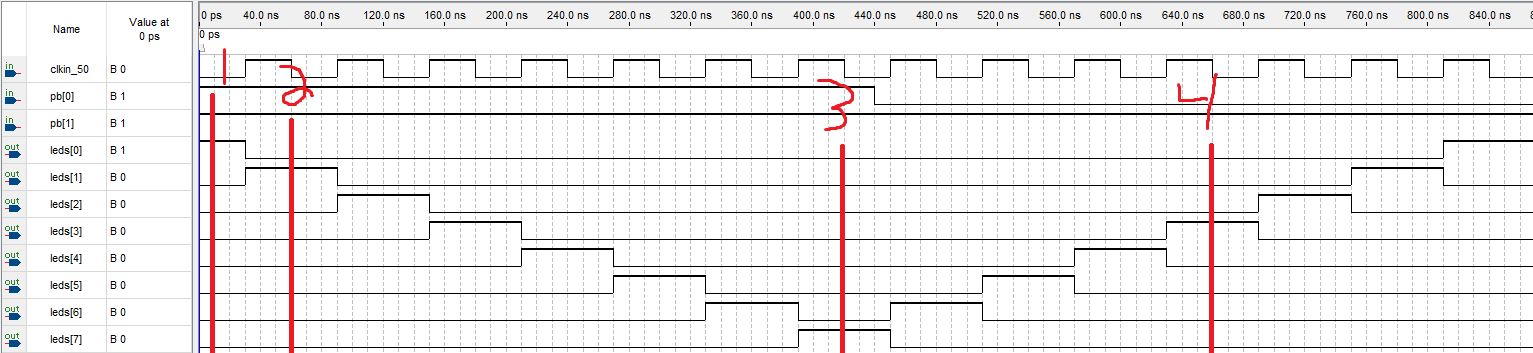 Name Value at 0 ps
0 ps 40.0 ns 80.0 ns 120.0 ns 160.0 ns 200.0 ns 240.0 ns 280.0 ns 320.0 ns 360.0 ns 400.0 ns 440.0 ns 480.0 ns 520.0 ns 560.0 ns 600.0 ns 640.0 ns 680.0 ns 720.0 ns 760.0 ns 800.0 ns 840.0 ns 8
0 ps
1 2 3 4
in clkin_50 B 0
in pb[0] B 1
in pb[1] B 1
out leds[0] B 1
out leds[1] B 0
out leds[2] B 0
out leds[3] B 0
out leds[4] B 0
out leds[5] B 0
out leds[6] B 0
out leds[7] B 0